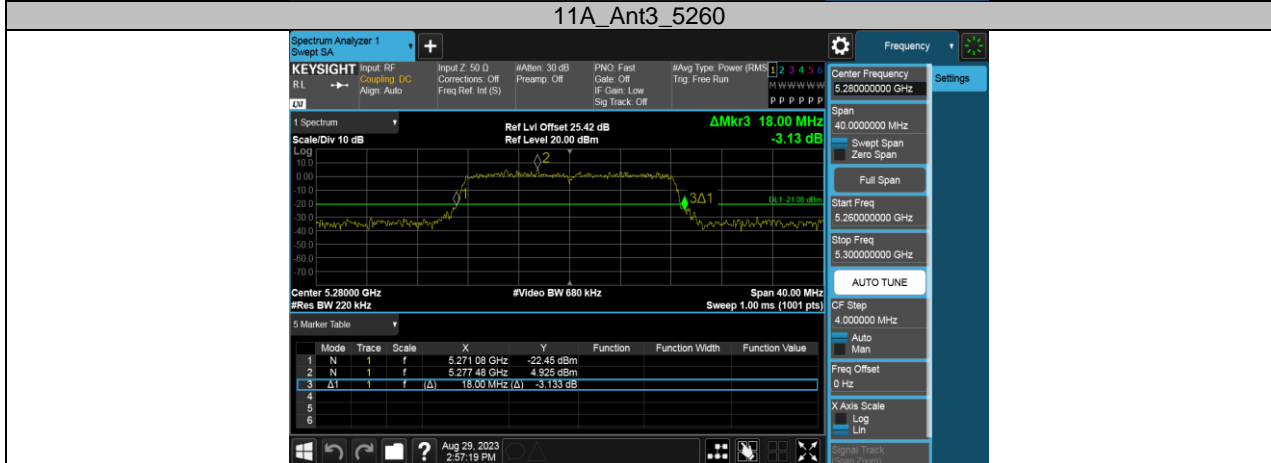 11A_Ant3_5260
Spectrum Analyzer 1
Swept SA
+
Frequency
KEYSIGHT Input: RF Input Z: 50 Ω #Atten: 30 dB PNO: Fast #Avg Type: Power (RMS 1 2 3 4 5 6
RL Coupling: DC Corrections: Off Preamp: Off Gate: Off Trig: Free Run
Align: Auto Freq Ref: Int (S) IF Gain: Low M W W W W W
Sig Track: Off P P P P P P
LXI
Center Frequency
5.280000000 GHz
Settings
Span
40.0000000 MHz
Swept Span
Zero Span
Full Span
Start Freq
5.260000000 GHz
Stop Freq
5.300000000 GHz
AUTO TUNE
CF Step
4.000000 MHz
Auto
Man
Freq Offset
0 Hz
X Axis Scale
Log
Lin
Signal Track
(Span Zoom)
1 Spectrum
Ref Lvl Offset 25.42 dB
ΔMkr3 18.00 MHz
Scale/Div 10 dB
Ref Level 20.00 dBm
-3.13 dB
Log
10.0
0.00
-10.0
-20.0
-30.0
-40.0
-50.0
-60.0
-70.0
2
1
3Δ1
DL1 -21.08 dBm
Center 5.28000 GHz #Video BW 680 kHz Span 40.00 MHz
#Res BW 220 kHz Sweep 1.00 ms (1001 pts)
5 Marker Table
Mode Trace Scale X Y Function Function Width Function Value
1 N 1 f 5.271 08 GHz -22.45 dBm
2 N 1 f 5.277 48 GHz 4.925 dBm
3 Δ1 1 f (Δ) 18.00 MHz (Δ) -3.133 dB
4
5
6
? Aug 29, 2023
2:57:19 PM